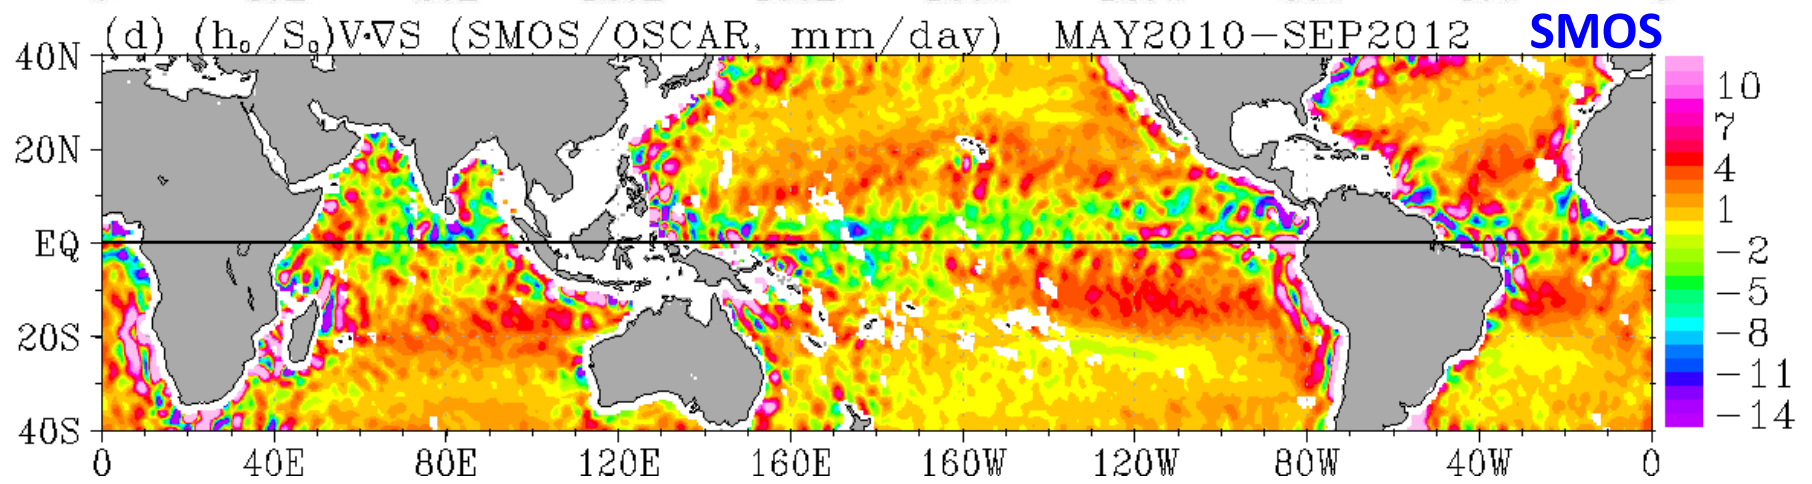 (d) (h₀/S₀)V·∇S (SMOS/OSCAR, mm/day) MAY2010−SEP2012 SMOS
40N
20N
EQ
20S
40S
0 40E 80E 120E 160E 160W 120W 80W 40W 0
10
7
4
1
−2
−5
−8
−11
−14